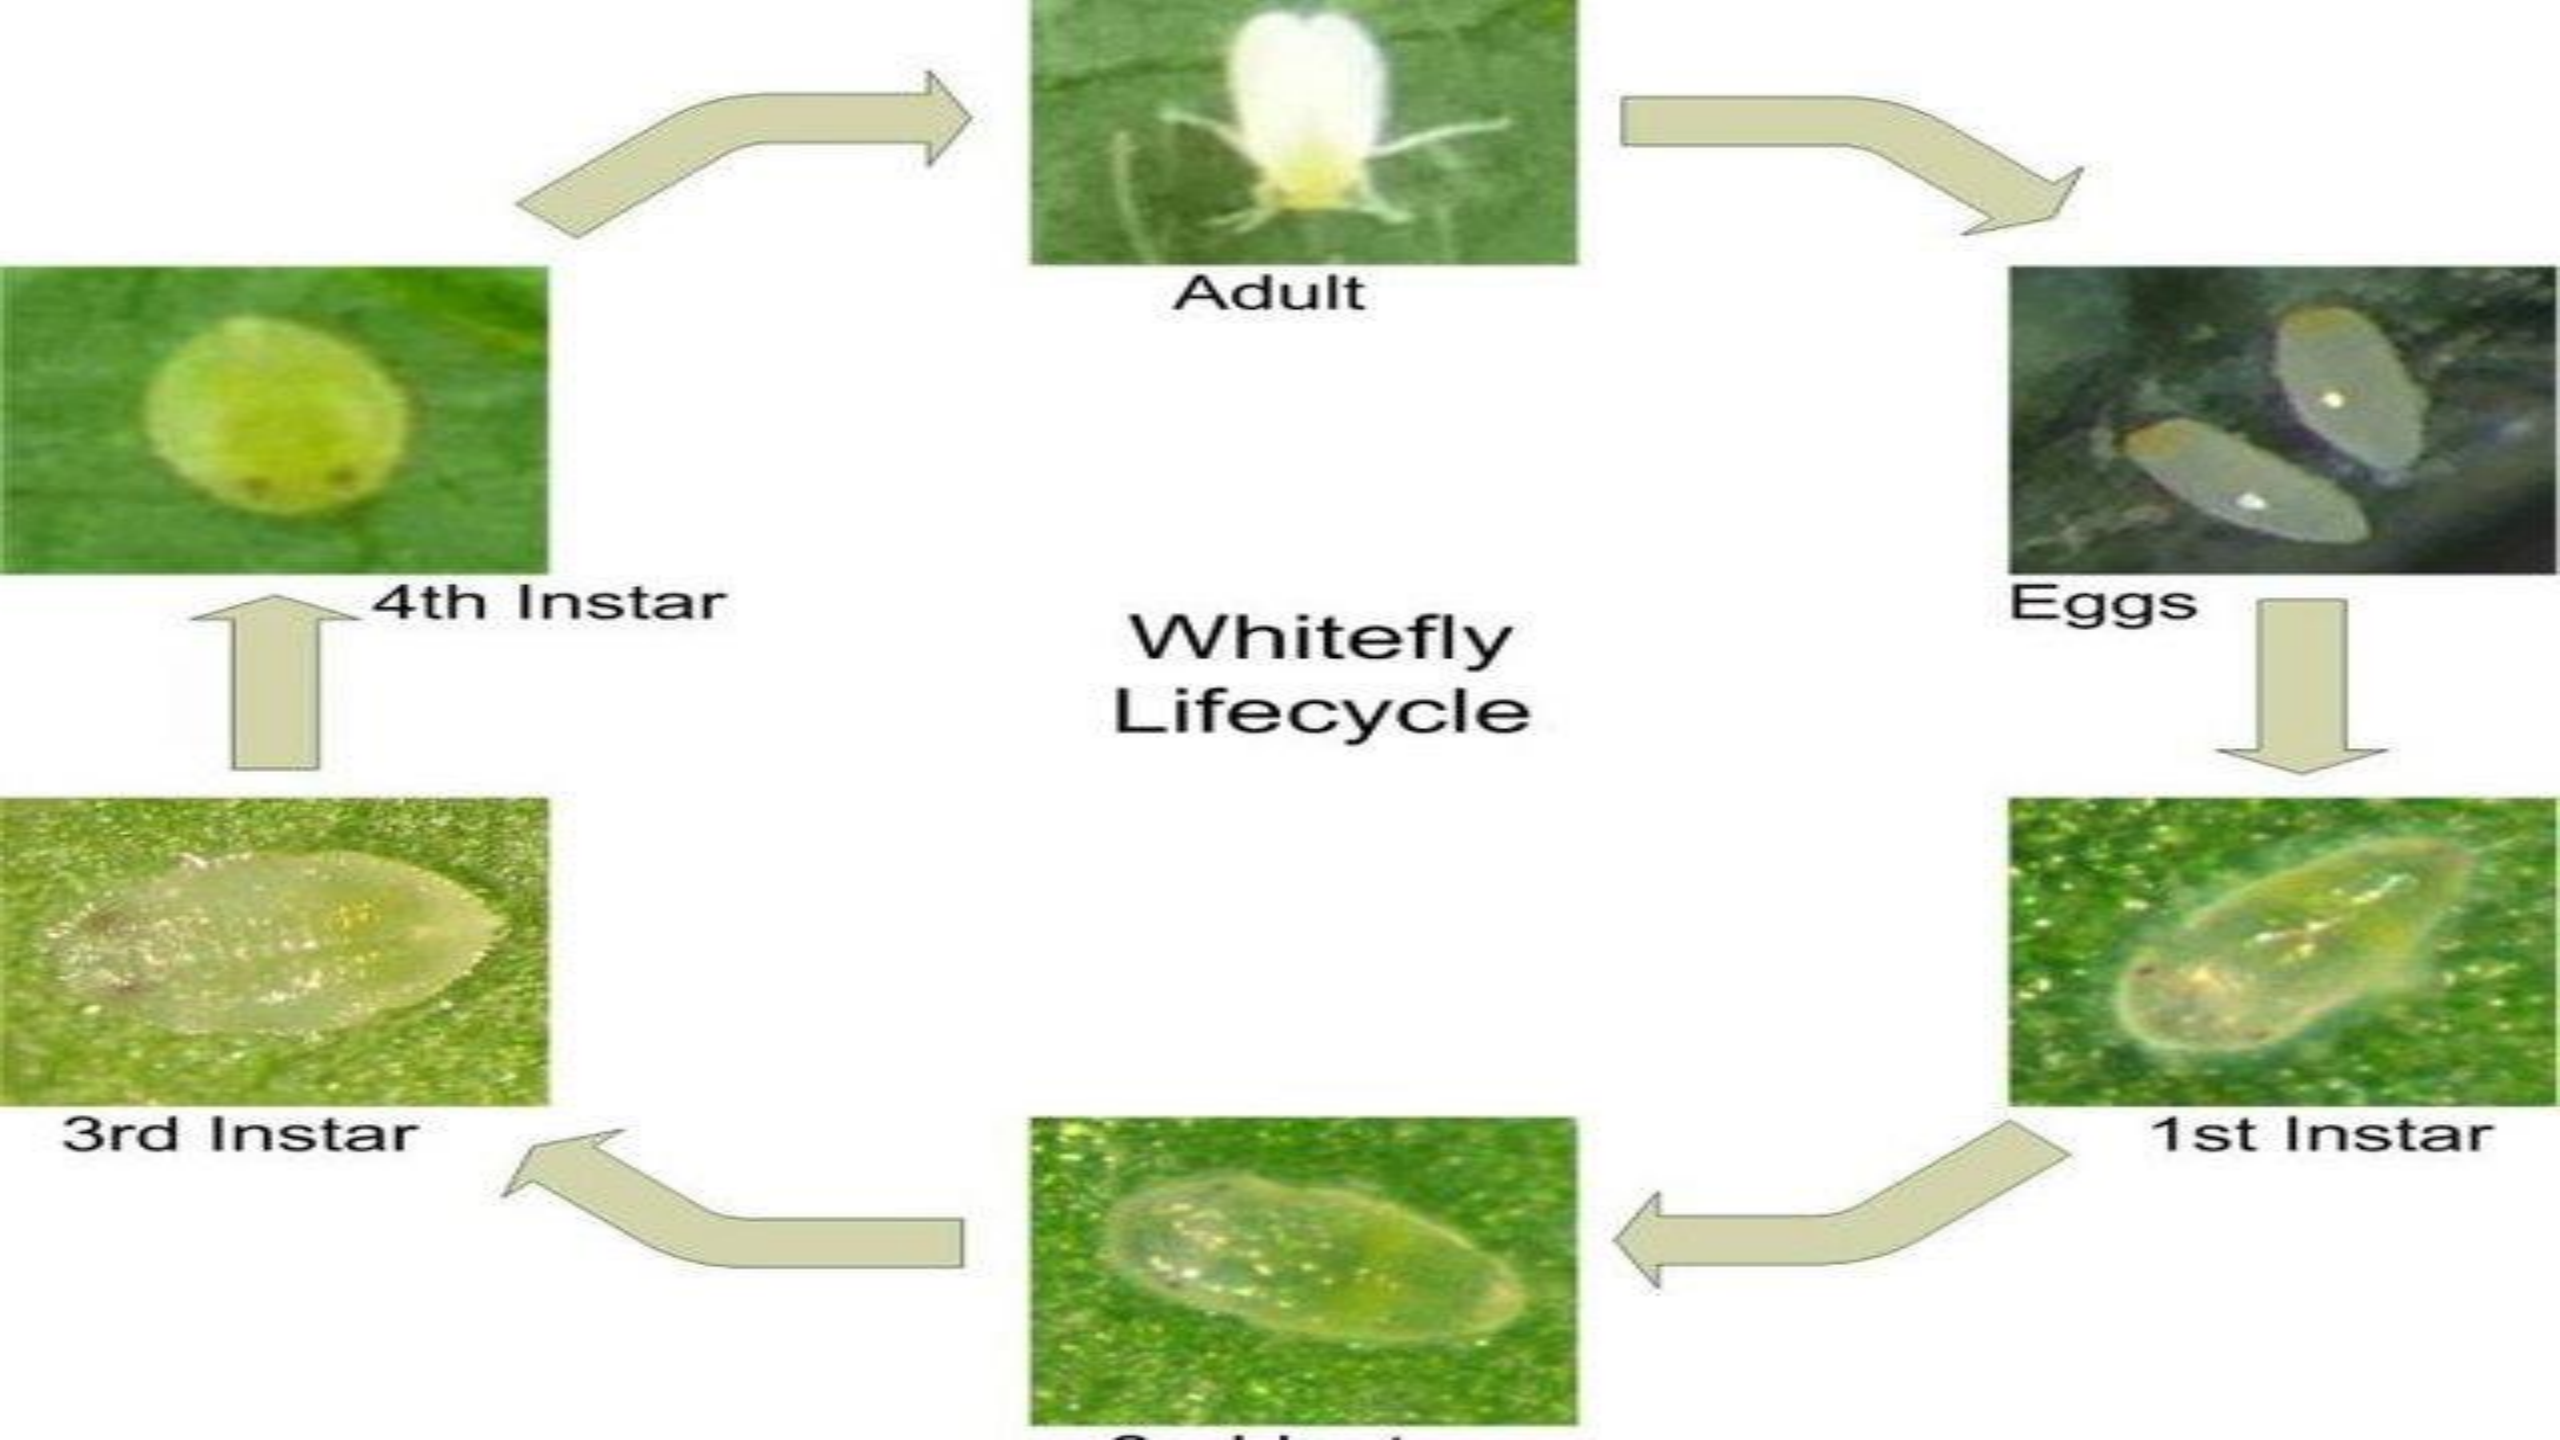 Adult
Eggs
4th Instar
Whitefly
Lifecycle
3rd Instar
1st Instar